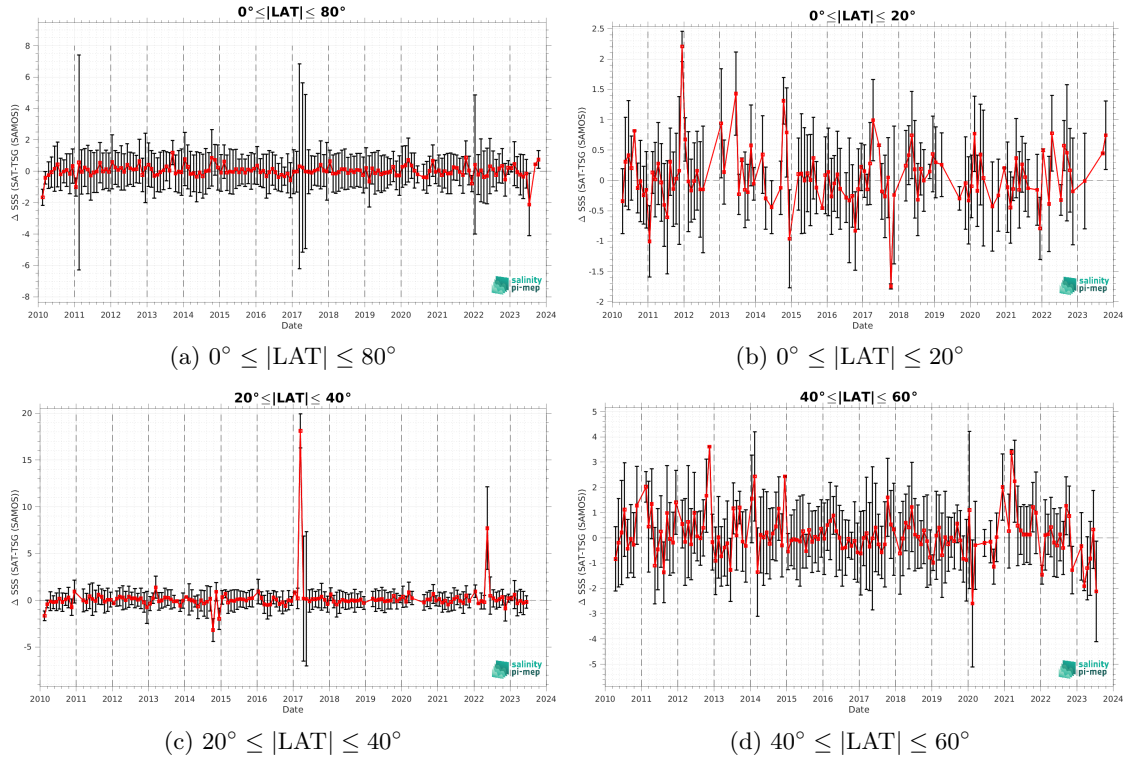 0°≤|LAT|≤ 80°
Δ SSS (SAT-TSG (SAMOS))
8
6
4
2
0
-2
-4
-6
-8
2010 2011 2012 2013 2014 2015 2016 2017 2018 2019 2020 2021 2022 2023 2024
Date
salinity
pi-mep
(a) 0° ≤ |LAT| ≤ 80°
0°≤|LAT|≤ 20°
Δ SSS (SAT-TSG (SAMOS))
2.5
2
1.5
1
0.5
0
-0.5
-1
-1.5
-2
2010 2011 2012 2013 2014 2015 2016 2017 2018 2019 2020 2021 2022 2023 2024
Date
salinity
pi-mep
(b) 0° ≤ |LAT| ≤ 20°
20°≤|LAT|≤ 40°
Δ SSS (SAT-TSG (SAMOS))
20
15
10
5
0
-5
2010 2011 2012 2013 2014 2015 2016 2017 2018 2019 2020 2021 2022 2023 2024
Date
salinity
pi-mep
(c) 20° ≤ |LAT| ≤ 40°
40°≤|LAT|≤ 60°
Δ SSS (SAT-TSG (SAMOS))
5
4
3
2
1
0
-1
-2
-3
-4
-5
2010 2011 2012 2013 2014 2015 2016 2017 2018 2019 2020 2021 2022 2023 2024
Date
salinity
pi-mep
(d) 40° ≤ |LAT| ≤ 60°